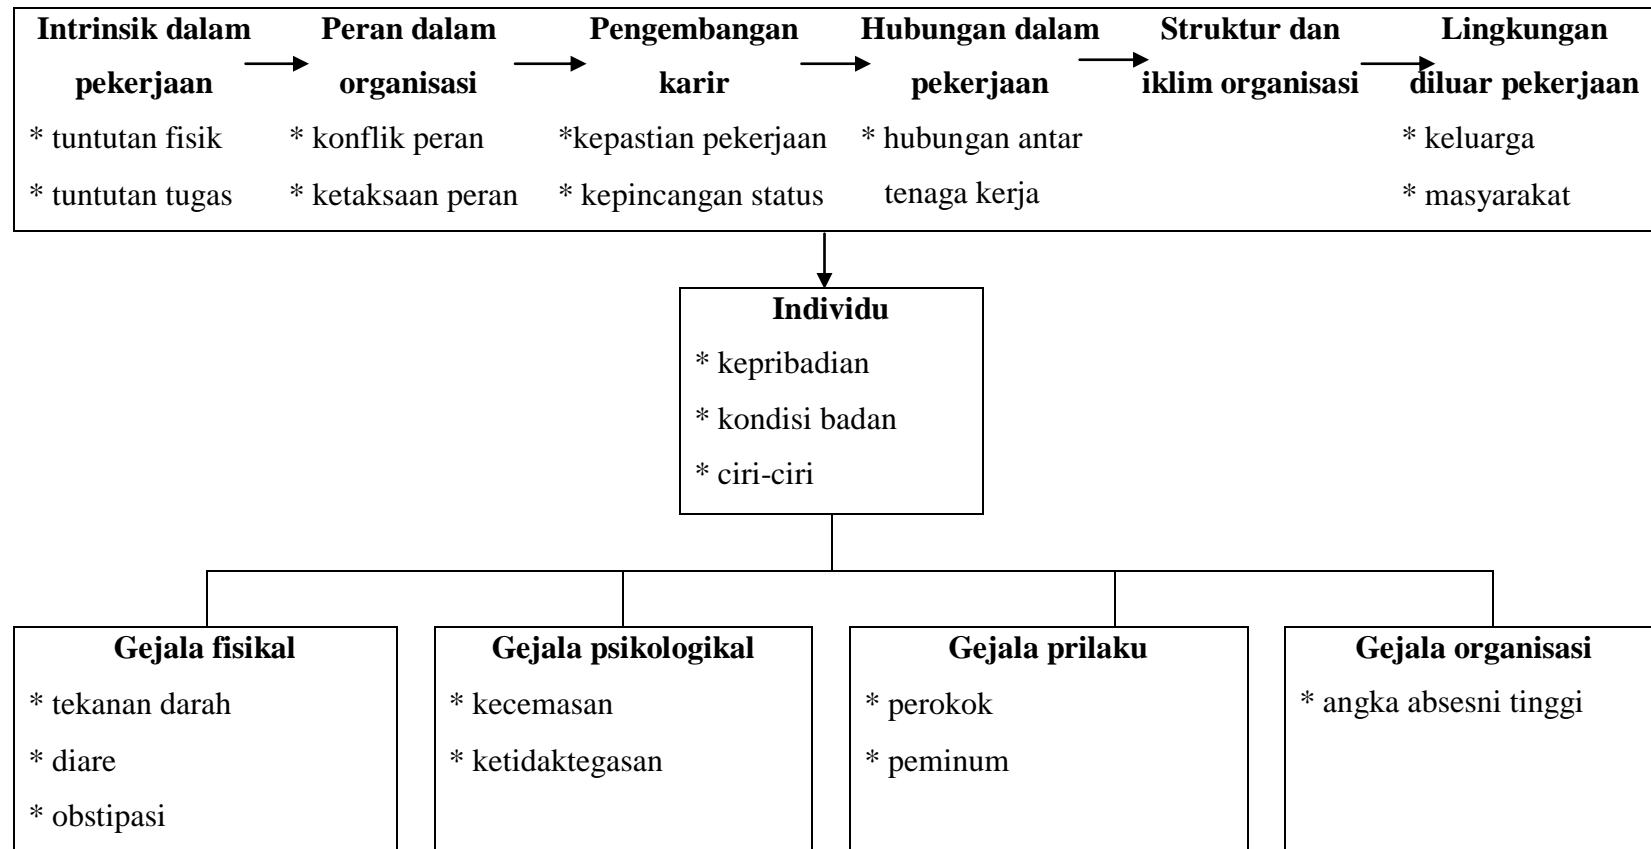 Intrinsik dalam
pekerjaan
* tuntutan fisik
* tuntutan tugas
Peran dalam
organisasi
* konflik peran
* ketaksaan peran
Pengembangan
karir
*kepastian pekerjaan
* kepincangan status
Hubungan dalam
pekerjaan
* hubungan antar
tenaga kerja
Struktur dan
iklim organisasi
Lingkungan
diluar pekerjaan
* keluarga
* masyarakat
Individu
* kepribadian
* kondisi badan
* ciri-ciri
Gejala fisikal
* tekanan darah
* diare
* obstipasi
Gejala psikologikal
* kecemasan
* ketidaktegasan
Gejala prilaku
* perokok
* peminum
Gejala organisasi
* angka absesni tinggi